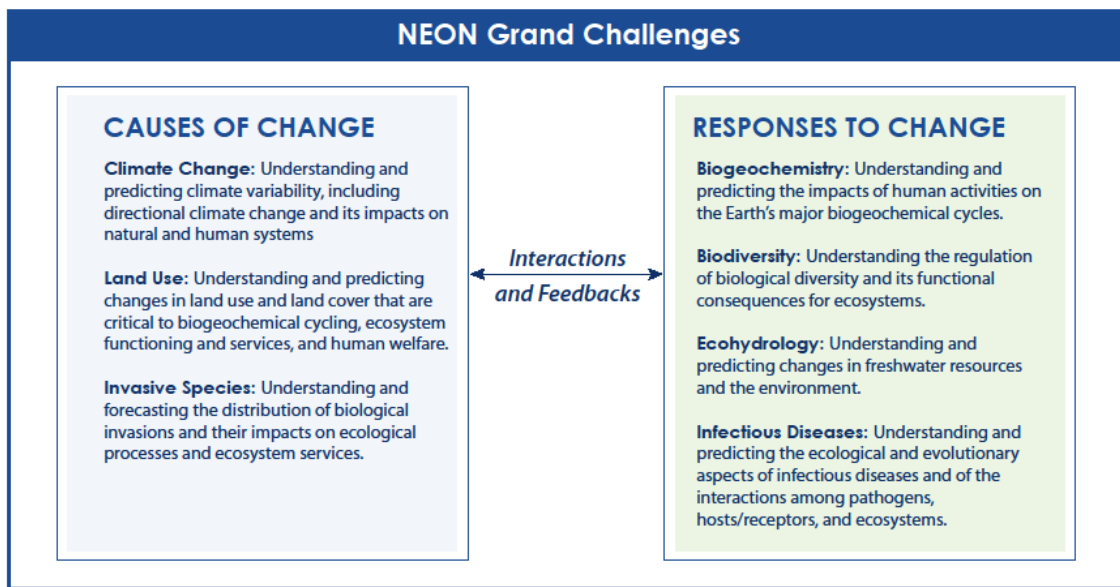 NEON Grand Challenges
CAUSES OF CHANGE
Climate Change: Understanding and
predicting climate variability, including
directional climate change and its impacts on
natural and human systems
Land Use: Understanding and predicting
changes in land use and land cover that are
critical to biogeochemical cycling, ecosystem
functioning and services, and human welfare.
Invasive Species: Understanding and
forecasting the distribution of biological
invasions and their impacts on ecological
processes and ecosystem services.
Interactions
and Feedbacks
RESPONSES TO CHANGE
Biogeochemistry: Understanding and
predicting the impacts of human activities on
the Earth’s major biogeochemical cycles.
Biodiversity: Understanding the regulation
of biological diversity and its functional
consequences for ecosystems.
Ecohydrology: Understanding and
predicting changes in freshwater resources
and the environment.
Infectious Diseases: Understanding and
predicting the ecological and evolutionary
aspects of infectious diseases and of the
interactions among pathogens,
hosts/receptors, and ecosystems.